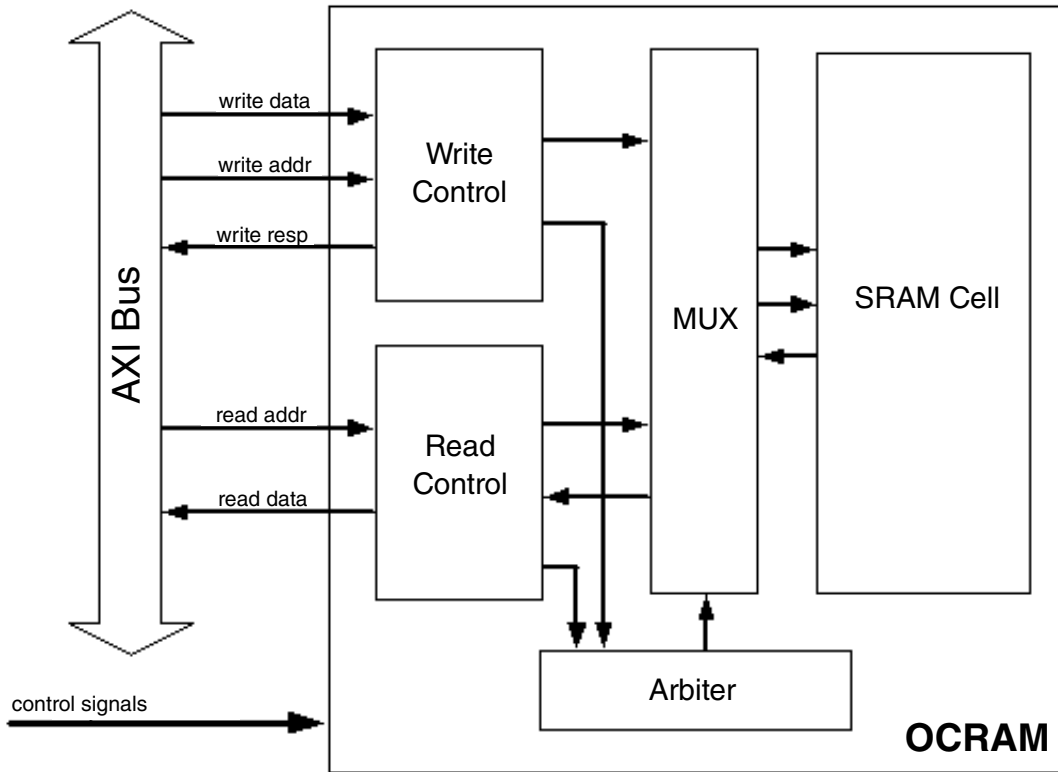 write data
write addr
write resp
Write
Control
AXI Bus
read addr
read data
Read
Control
MUX
SRAM Cell
Arbiter
control signals
OCRAM